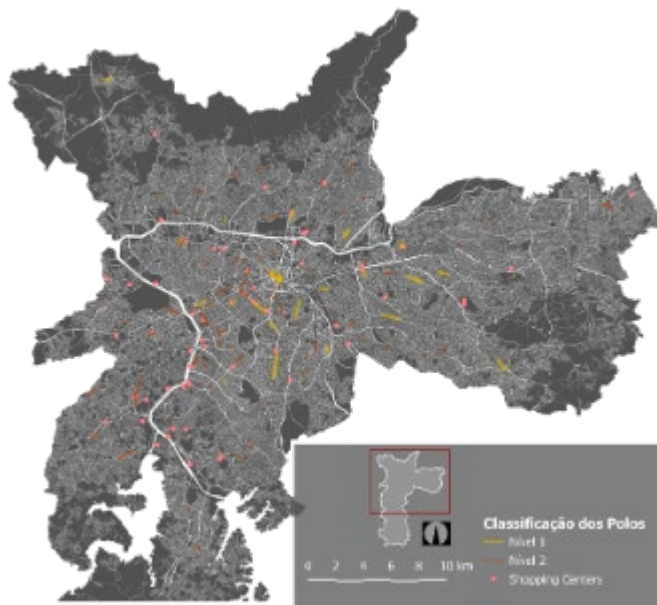 Classificação dos Polos
Nível 1
Nível 2
Shopping Centers
0 2 4 6 8 10 km